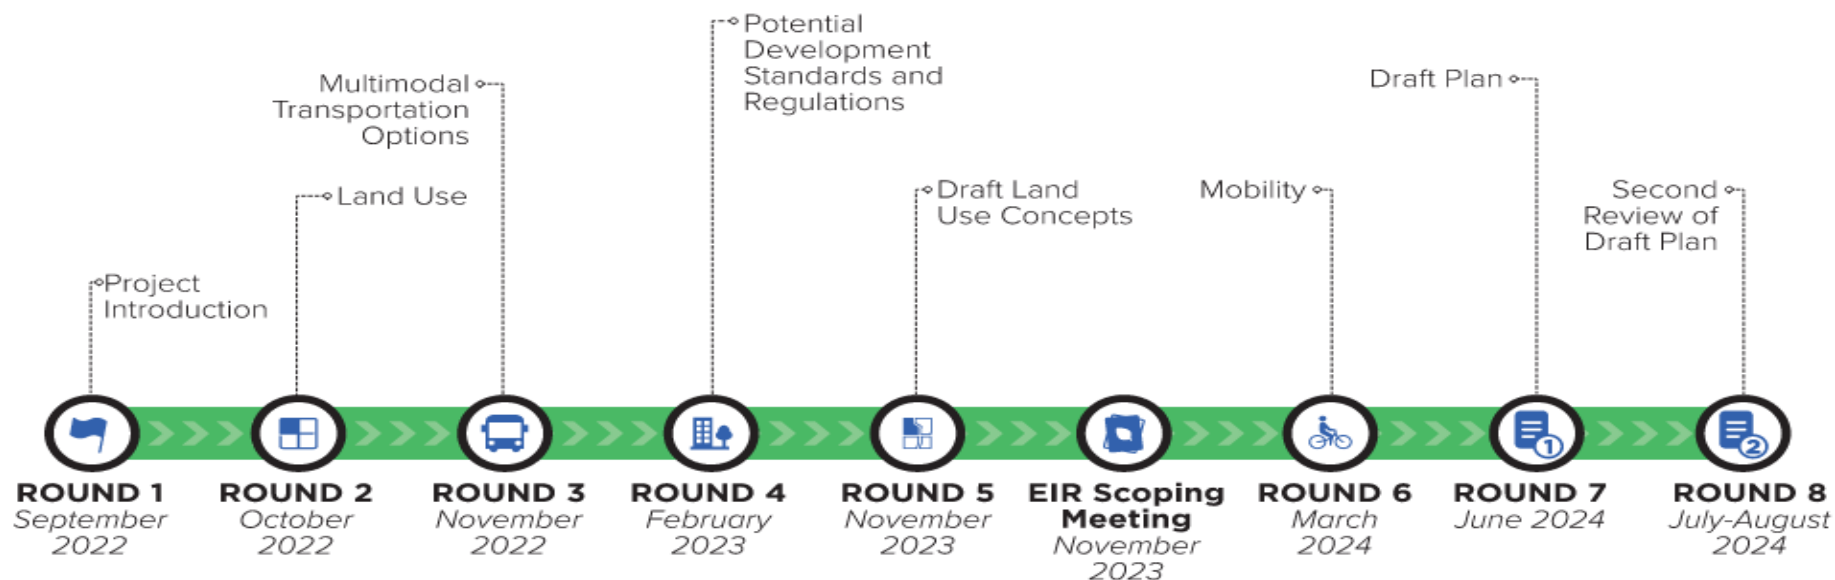 Project
Introduction
Land Use
Multimodal
Transportation
Options
Potential
Development
Standards and
Regulations
Draft Land
Use Concepts
Mobility
Draft Plan
Second
Review of
Draft Plan
1
2
ROUND 1
September
2022
ROUND 2
October
2022
ROUND 3
November
2022
ROUND 4
February
2023
ROUND 5
November
2023
EIR Scoping
Meeting
November
2023
ROUND 6
March
2024
ROUND 7
June 2024
ROUND 8
July-August
2024